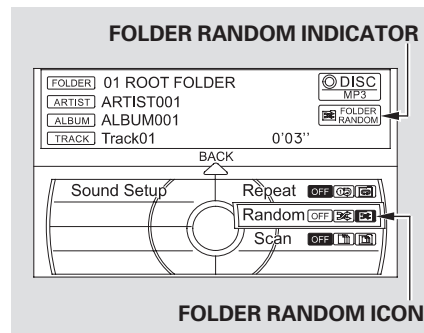 FOLDER RANDOM INDICATOR
FOLDER 01 ROOT FOLDER
DISC
MP3
ARTIST ARTIST001
FOLDER
RANDOM
ALBUM ALBUM001
TRACK Track01 0'03''
BACK
Sound Setup Repeat OFF
Random OFF
Scan OFF
FOLDER RANDOM ICON